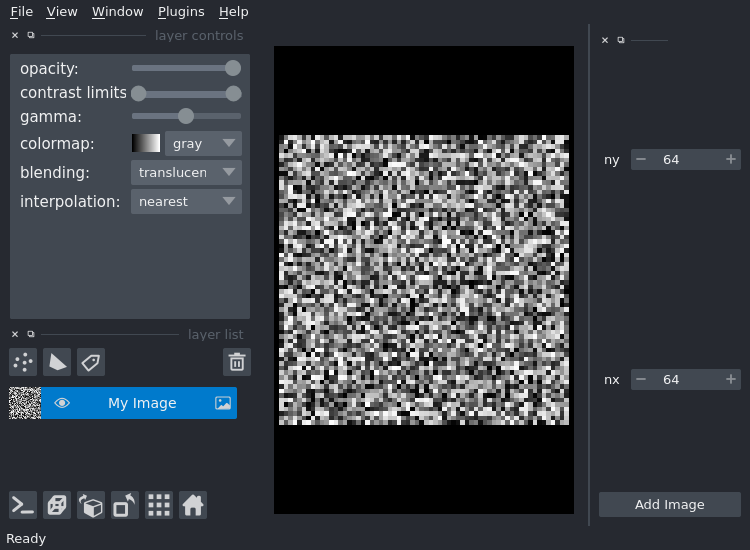 File View Window Plugins Help
layer controls
opacity:
contrast limits
gamma:
colormap: gray
blending: translucen
interpolation: nearest
layer list
My Image
ny 64
nx 64
Add Image
Ready